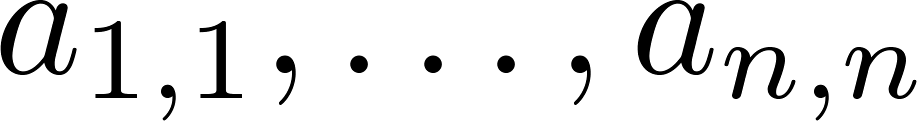 a_{1,1}, . . . , a_{n,n}